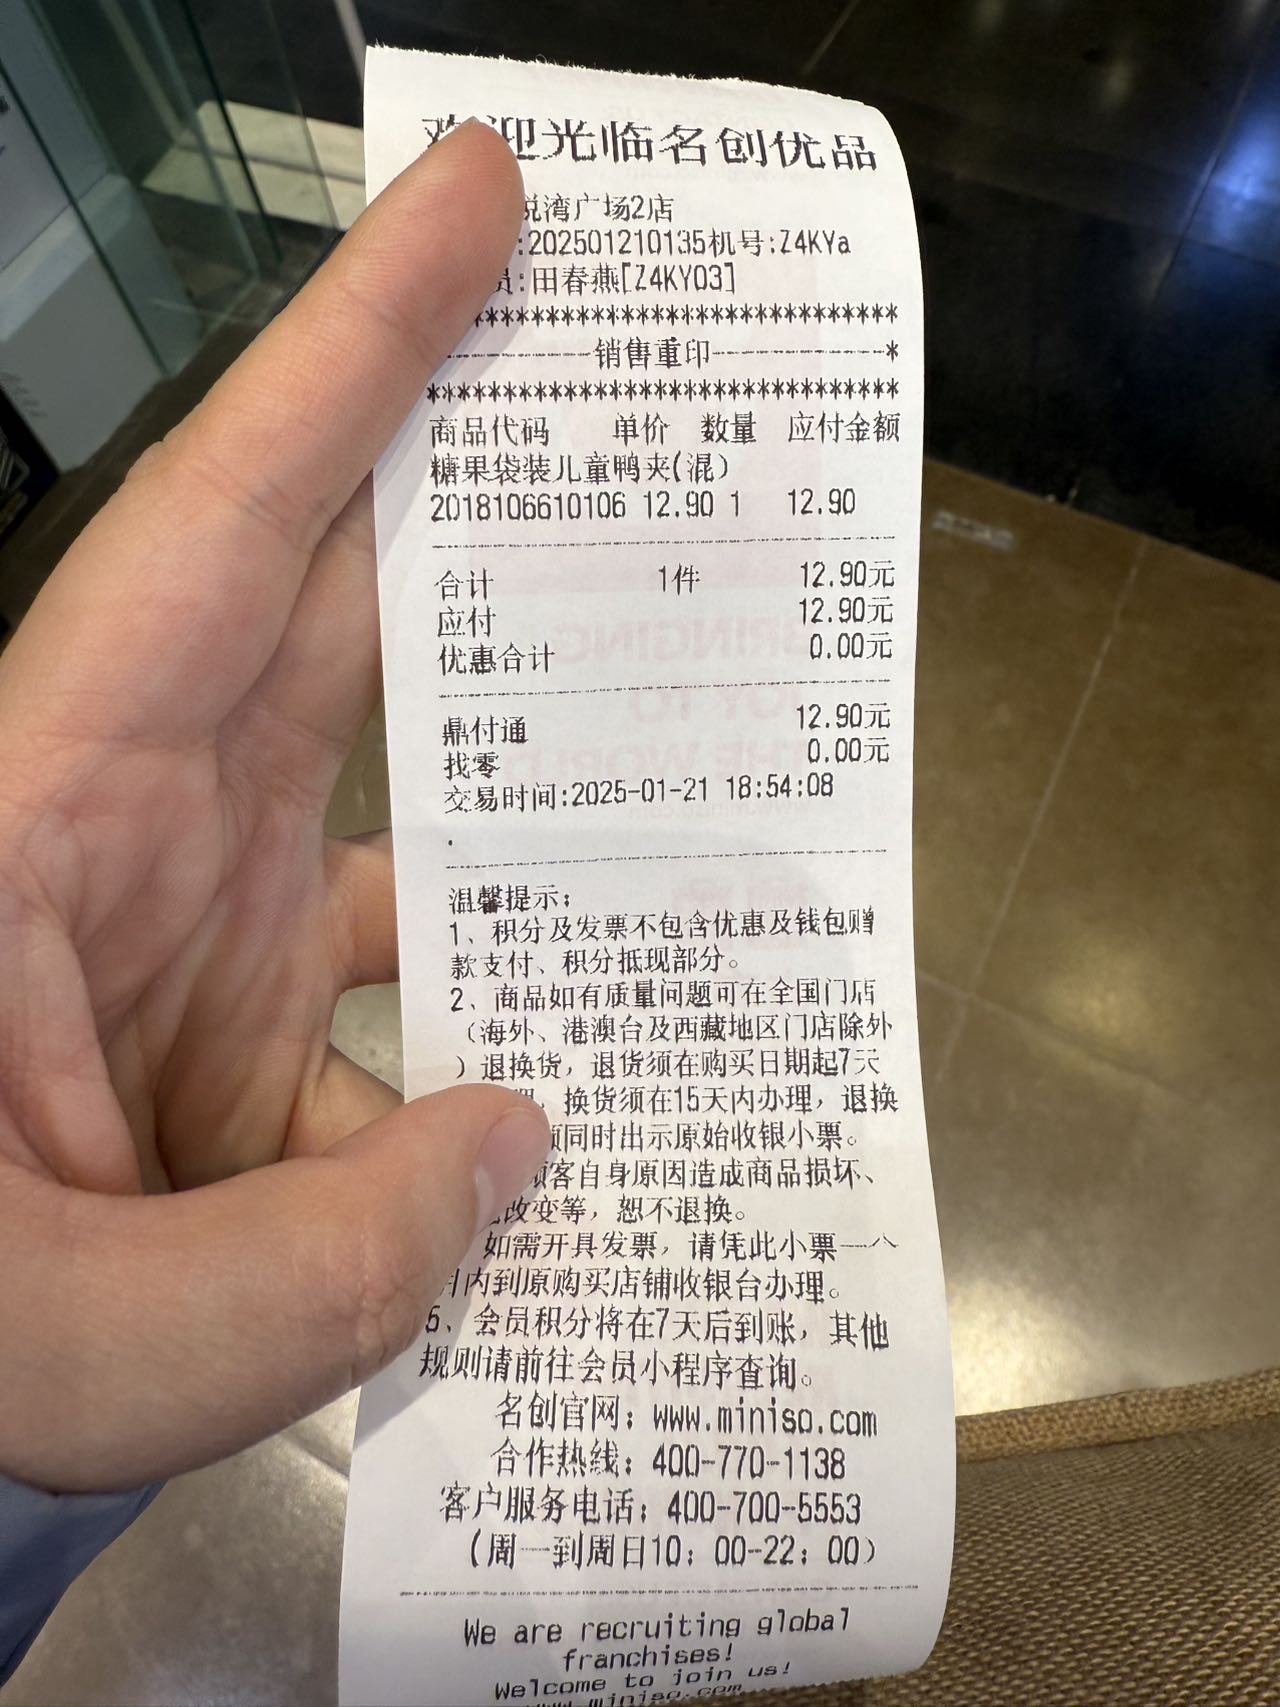 迎光临名创优品
悦湾广场2店
:202501210135机号:Z4KYa
员:田春燕[Z4KY03]
******************************
销售重印------------*
********************************
商品代码 单价 数量 应付金额
糖果袋装儿童鸭夹(混)
2018106610106 12.90 1 12.90
合计 1件 12.90元
应付 12.90元
优惠合计 0.00元
鼎付通 12.90元
找零 0.00元
交易时间:2025-01-21 18:54:08
.
温馨提示:
1、积分及发票不包含优惠及钱包赠
款支付、积分抵现部分。
2、商品如有质量问题可在全国门店
(海外、港澳台及西藏地区门店除外
)退换货,退货须在购买日期起7天
理、换货须在15天内办理,退换
须同时出示原始收银小票。
顾客自身原因造成商品损坏、
改变等,恕不退换。
如需开具发票,请凭此小票一个
月内到原购买店铺收银台办理。
5、会员积分将在7天后到账,其他
规则请前往会员小程序查询。
名创官网:www.miniso.com
合作热线:400-770-1138
客户服务电话:400-700-5553
(周一到周日10:00-22:00)
We are recruiting global
franchises!
Welcome to join us!
www.miniso.com